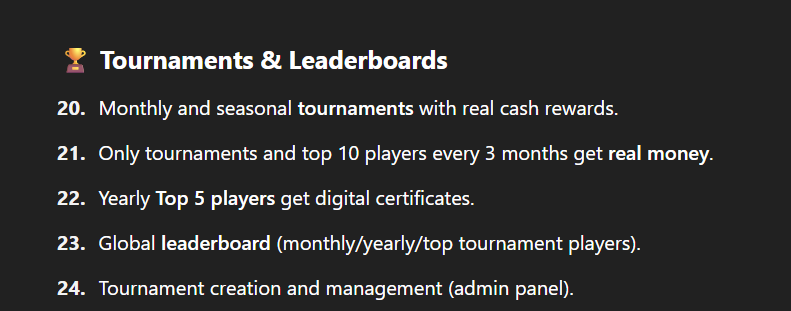 🏆 Tournaments & Leaderboards
20. Monthly and seasonal tournaments with real cash rewards.
21. Only tournaments and top 10 players every 3 months get real money.
22. Yearly Top 5 players get digital certificates.
23. Global leaderboard (monthly/yearly/top tournament players).
24. Tournament creation and management (admin panel).